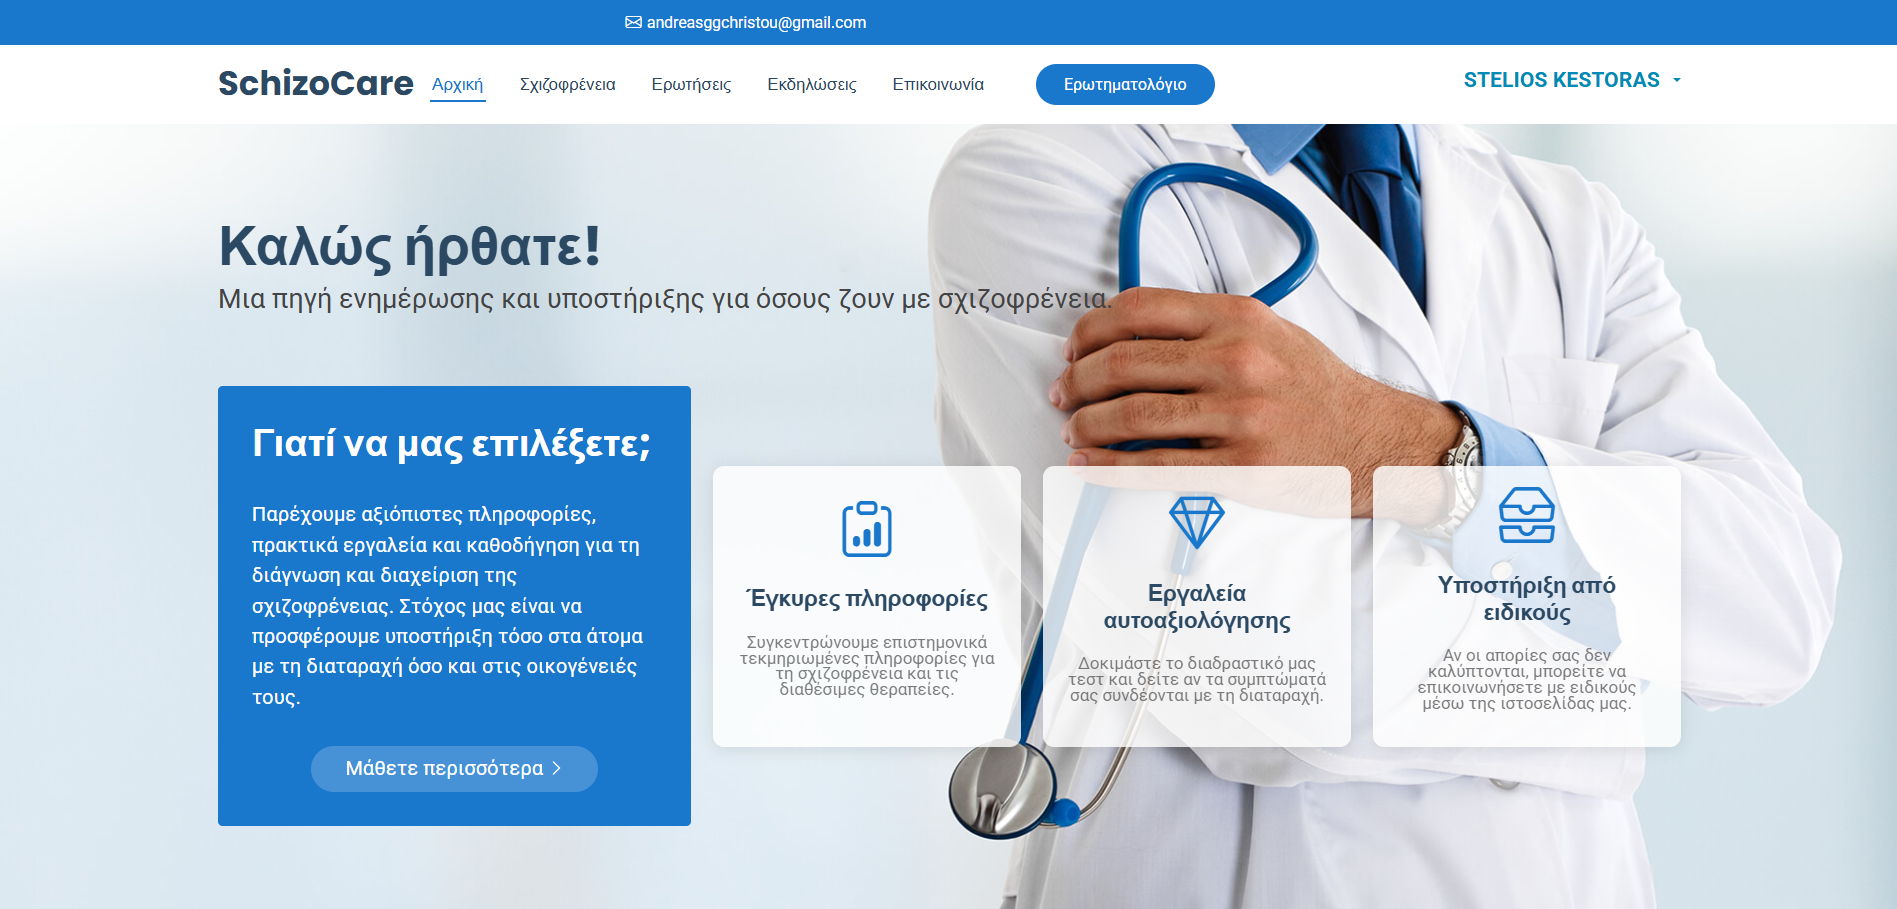 andreasggchristou@gmail.com
SchizoCare Αρχική Σχιζοφρένεια Ερωτήσεις Εκδηλώσεις Επικοινωνία Ερωτηματολόγιο STELIOS KESTORAS
Καλώς ήρθατε!
Μια πηγή ενημέρωσης και υποστήριξης για όσους ζουν με σχιζοφρένεια.
Γιατί να μας επιλέξετε;
Παρέχουμε αξιόπιστες πληροφορίες,
πρακτικά εργαλεία και καθοδήγηση για τη
διάγνωση και διαχείριση της
σχιζοφρένειας. Στόχος μας είναι να
προσφέρουμε υποστήριξη τόσο στα άτομα
με τη διαταραχή όσο και στις οικογένειές
τους.
Μάθετε περισσότερα
Έγκυρες πληροφορίες
Συγκεντρώνουμε επιστημονικά
τεκμηριωμένες πληροφορίες για
τη σχιζοφρένεια και τις
διαθέσιμες θεραπείες.
Εργαλεία
αυτοαξιολόγησης
Δοκιμάστε το διαδραστικό μας
τεστ και δείτε αν τα συμπτώματά
σας συνδέονται με τη διαταραχή.
Υποστήριξη από
ειδικούς
Αν οι απορίες σας δεν
καλύπτονται, μπορείτε να
επικοινωνήσετε με ειδικούς
μέσω της ιστοσελίδας μας.